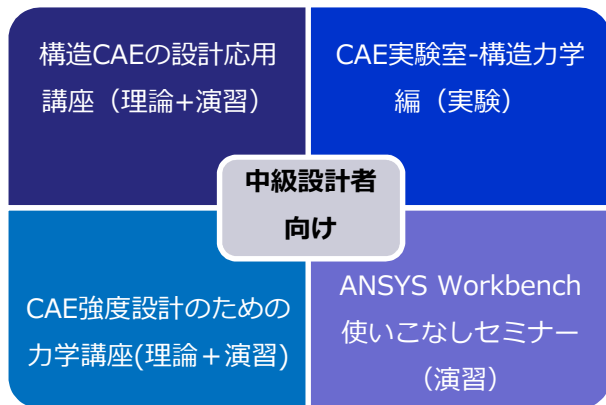 構造CAEの設計応用
講座（理論+演習）
CAE実験室-構造力学
編（実験）
中級設計者
向け
CAE強度設計のための
力学講座(理論＋演習)
ANSYS Workbench
使いこなしセミナー
（演習）